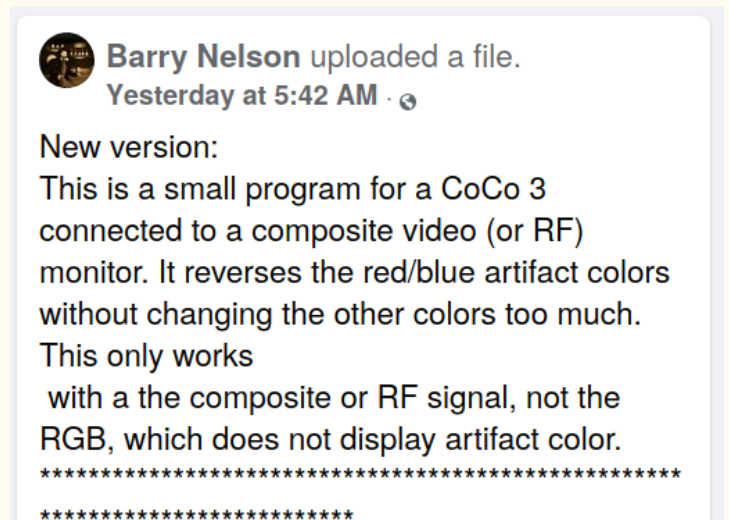 Barry Nelson uploaded a file.
Yesterday at 5:42 AM ·
New version:
This is a small program for a CoCo 3
connected to a composite video (or RF)
monitor. It reverses the red/blue artifact colors
without changing the other colors too much.
This only works
with a the composite or RF signal, not the
RGB, which does not display artifact color.
*****************************************************
**************************